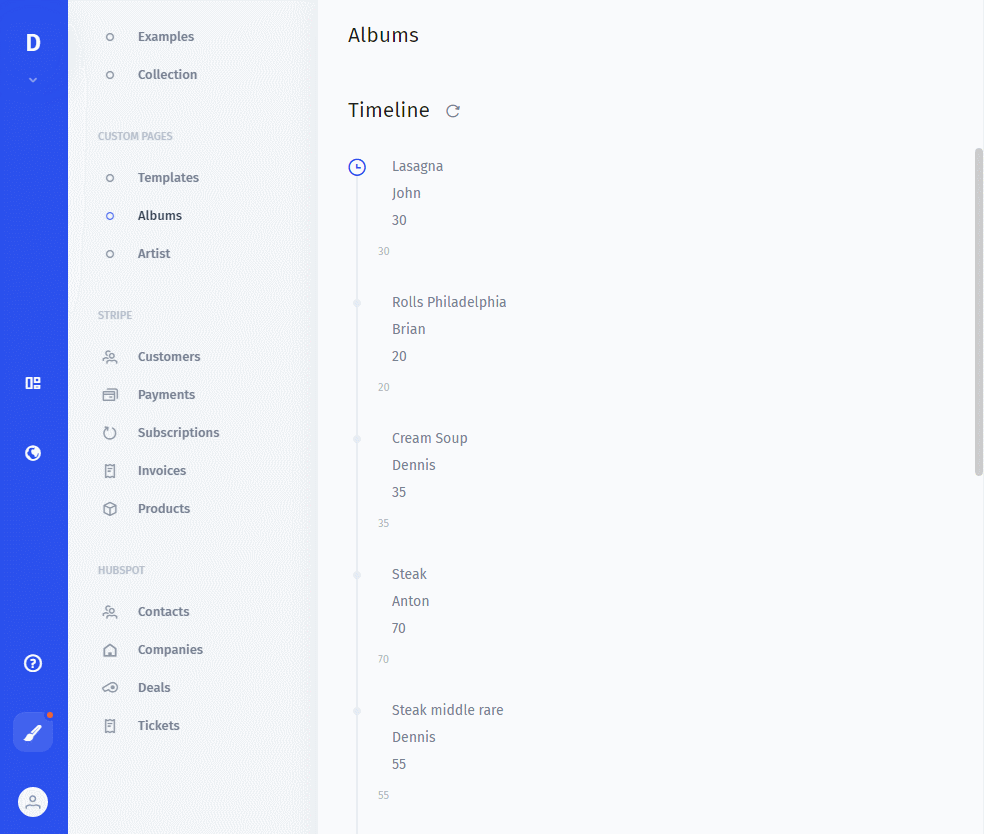 D
Examples
Collection
CUSTOM PAGES
Templates
Albums
Artist
STRIPE
Customers
Payments
Subscriptions
Invoices
Products
HUBSPOT
Contacts
Companies
Deals
Tickets
?
Albums
Timeline
Lasagna
John
30
30
Rolls Philadelphia
Brian
20
20
Cream Soup
Dennis
35
35
Steak
Anton
70
70
Steak middle rare
Dennis
55
55